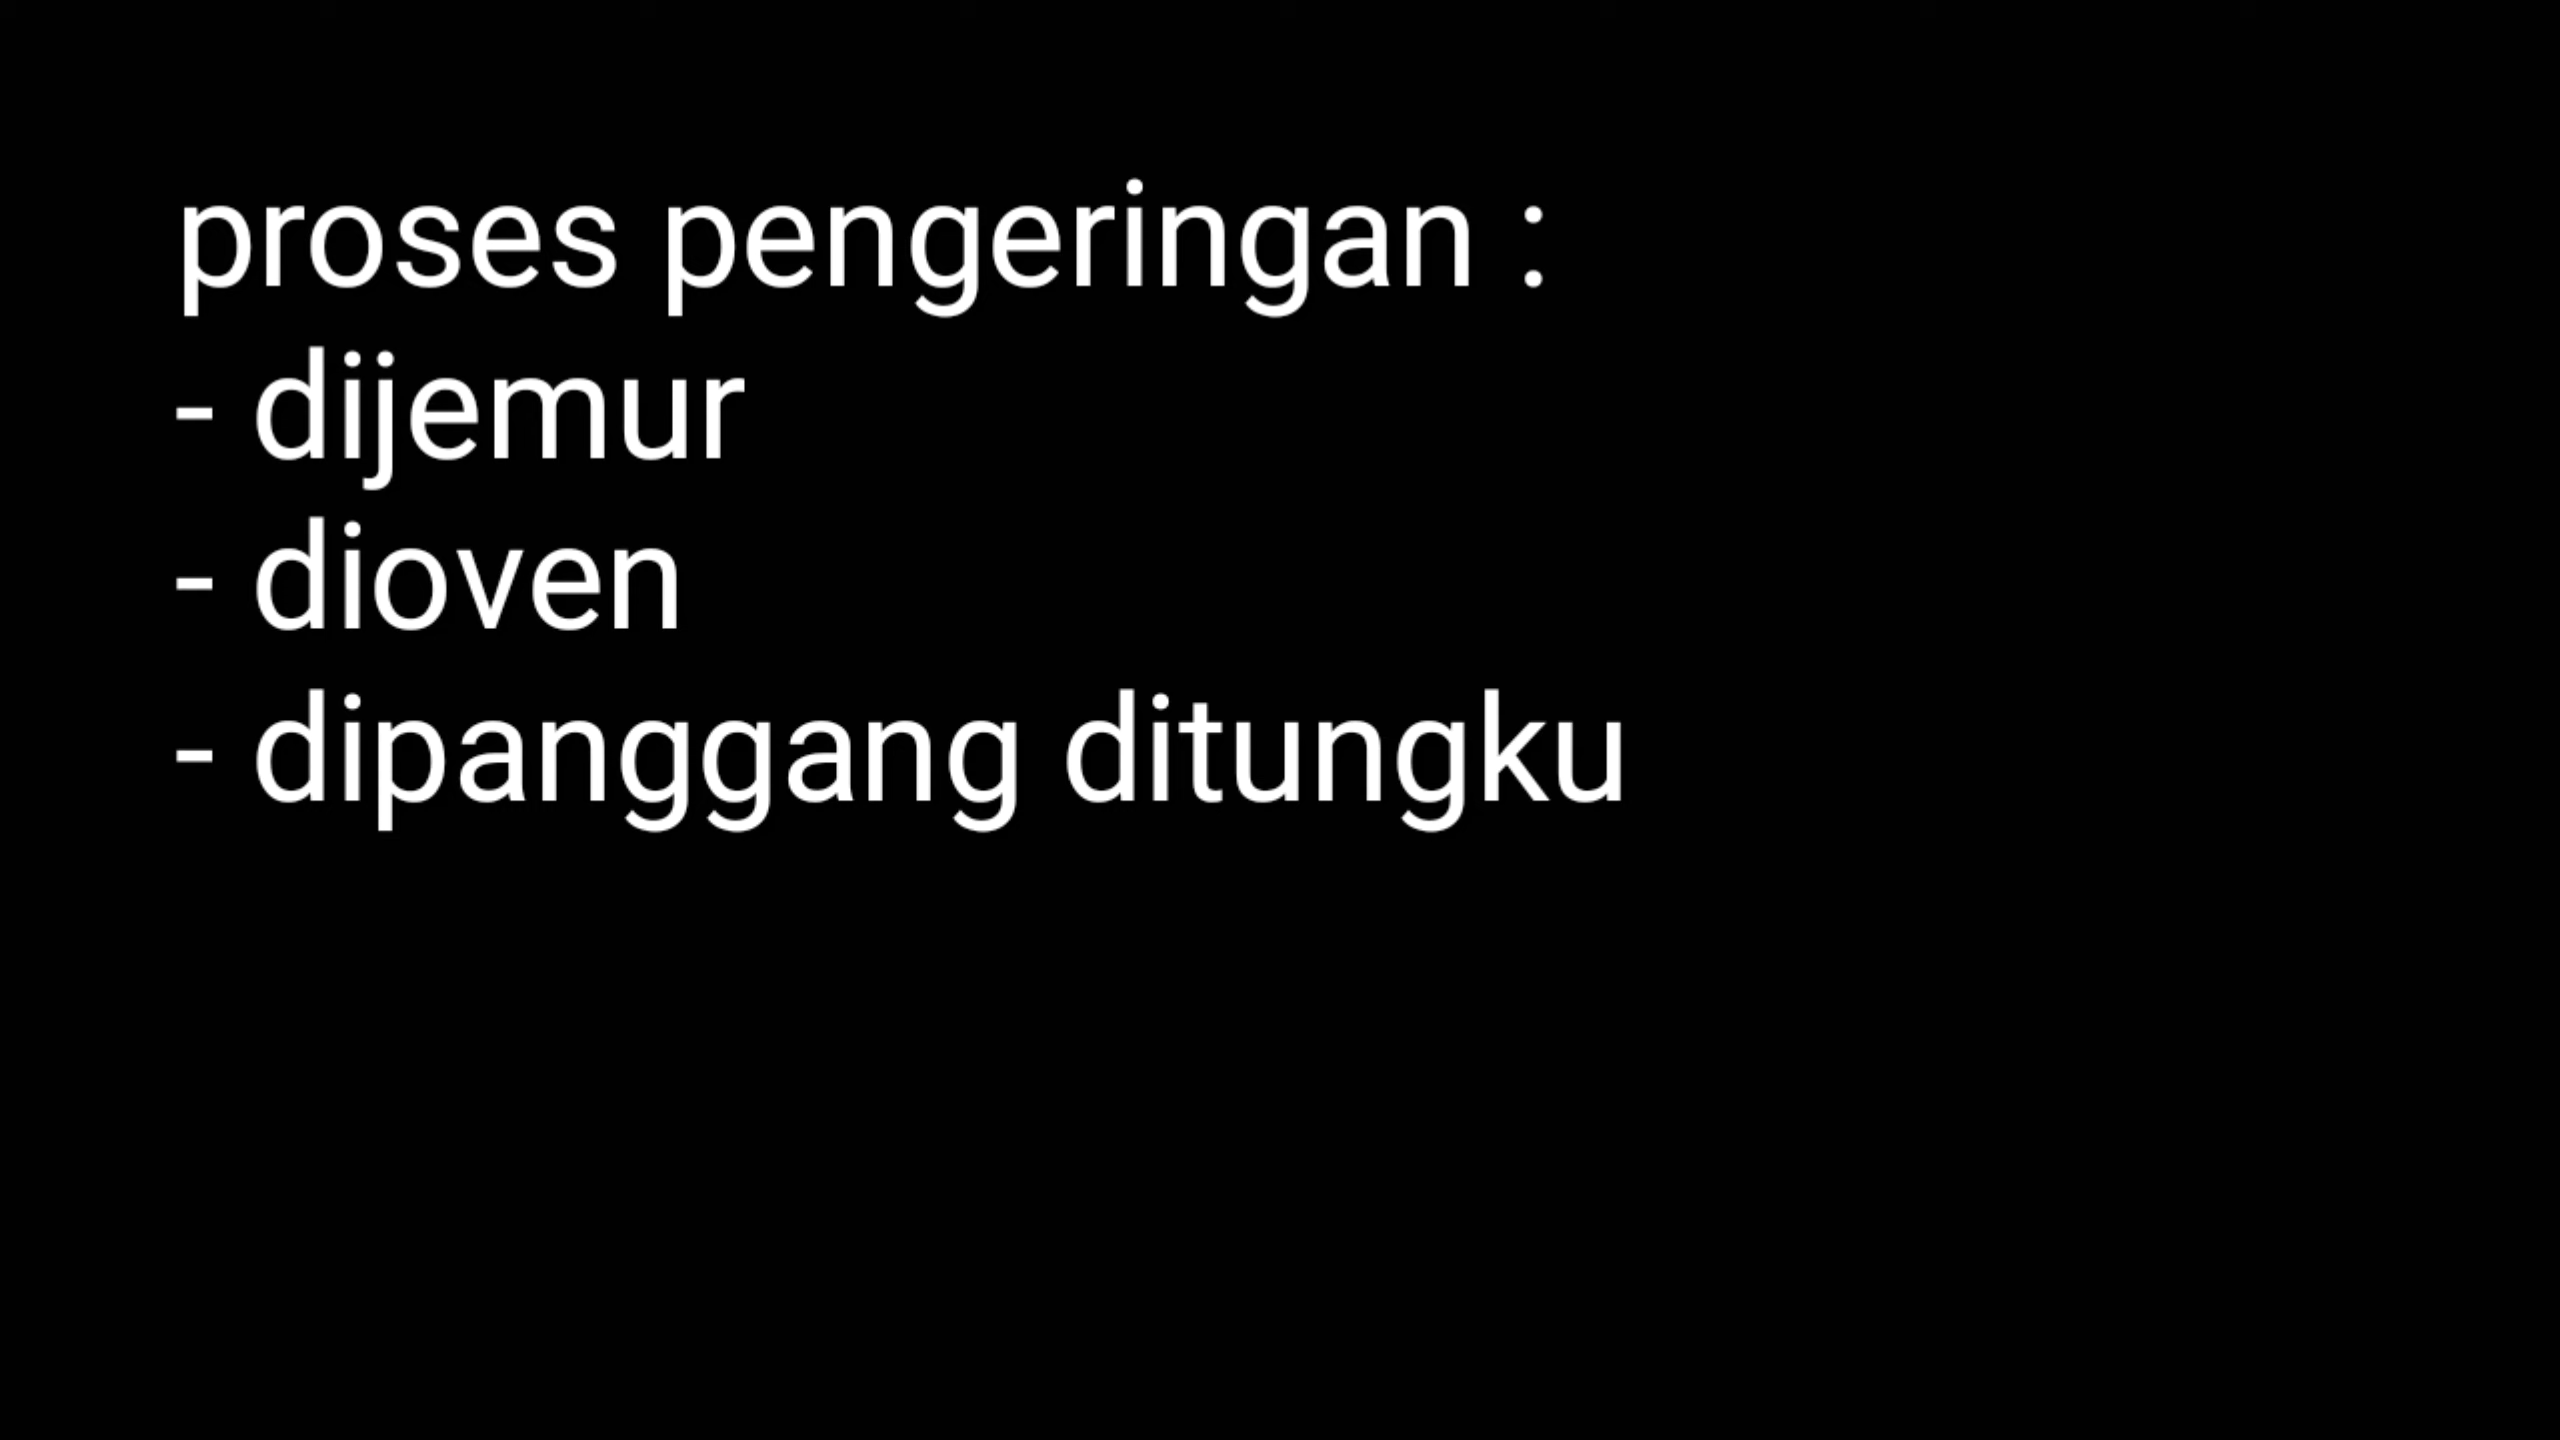 proses pengeringan :
- dijemur
- dioven
- dipanggang ditungku